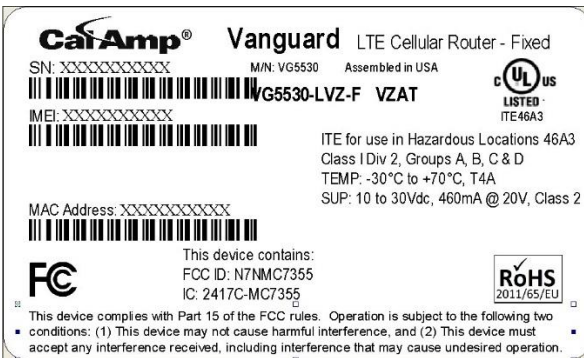 CalAmp® Vanguard LTE Cellular Router - Fixed
SN: XXXXXXXXXXX
M/N: VG5530 Assembled in USA
VG5530-LVZ-F VZAT
C UL US
LISTED
ITE46A3
IMEI: XXXXXXXXXXX
ITE for use in Hazardous Locations 46A3
Class I Div 2, Groups A, B, C & D
TEMP: -30°C to +70°C, T4A
SUP: 10 to 30Vdc, 460mA @ 20V, Class 2
MAC Address: XXXXXXXXXXX
This device contains:
FCC ID: N7NMC7355
IC: 2417C-MC7355
FC
RoHS
2011/65/EU
This device complies with Part 15 of the FCC rules. Operation is subject to the following two
conditions: (1) This device may not cause harmful interference, and (2) This device must
accept any interference received, including interference that may cause undesired operation.